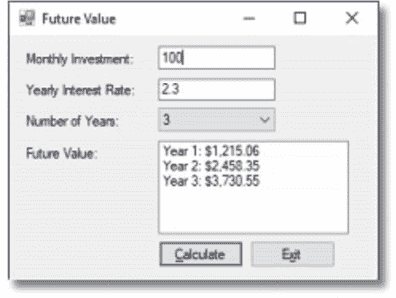 Future Value
Monthly Investment: 100
Yearly Interest Rate: 2.3
Number of Years: 3
Future Value:
Year 1: $1,215.06
Year 2: $2,458.35
Year 3: $3,730.55
Calculate Exit